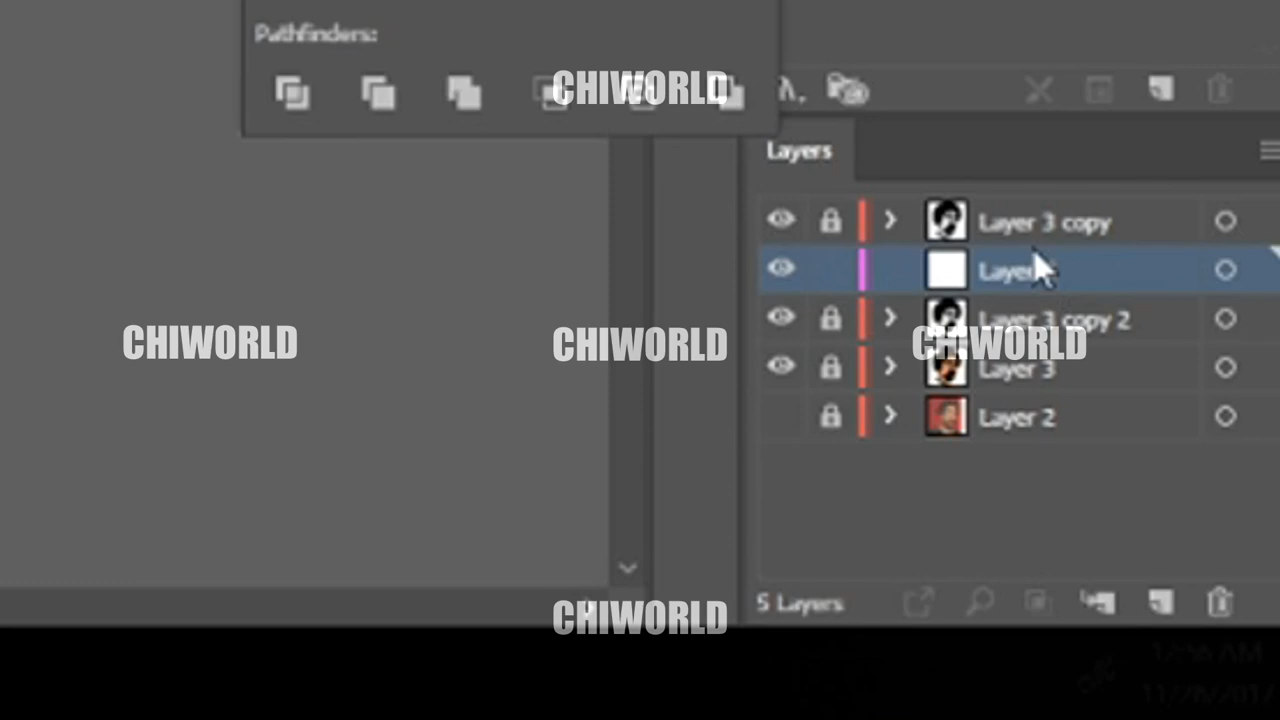 Pathfinders:
CHIWORLD
Layers
Layer 3 copy
Layer
Layer 3 copy 2
CHIWORLD
CHIWORLD
CHIWORLD
Layer 3
Layer 2
5 Layers
CHIWORLD